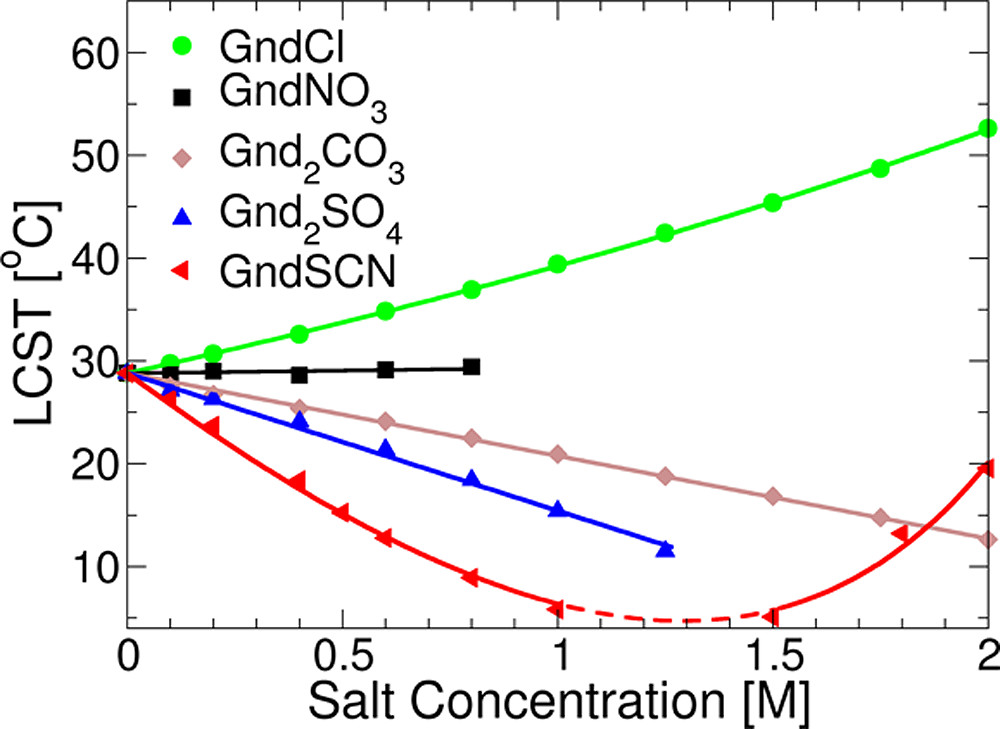 60
50
40
30
20
10
LCST [°C]
GndCl
GndNO₃
Gnd₂CO₃
Gnd₂SO₄
GndSCN
0 0.5 1 1.5 2
Salt Concentration [M]